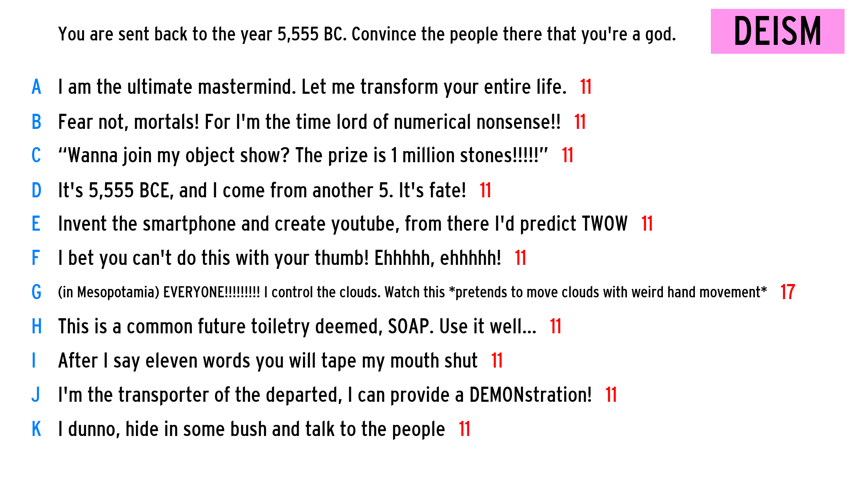 You are sent back to the year 5,555 BC. Convince the people there that you're a god.
DEISM
A I am the ultimate mastermind. Let me transform your entire life. 11
B Fear not, mortals! For I'm the time lord of numerical nonsense!! 11
C “Wanna join my object show? The prize is 1 million stones!!!!!” 11
D It's 5,555 BCE, and I come from another 5. It's fate! 11
E Invent the smartphone and create youtube, from there I'd predict TWOW 11
F I bet you can't do this with your thumb! Ehhhhh, ehhhhh! 11
G (in Mesopotamia) EVERYONE!!!!!!!!! I control the clouds. Watch this *pretends to move clouds with weird hand movement* 17
H This is a common future toiletry deemed, SOAP. Use it well... 11
I After I say eleven words you will tape my mouth shut 11
J I'm the transporter of the departed, I can provide a DEMONstration! 11
K I dunno, hide in some bush and talk to the people 11